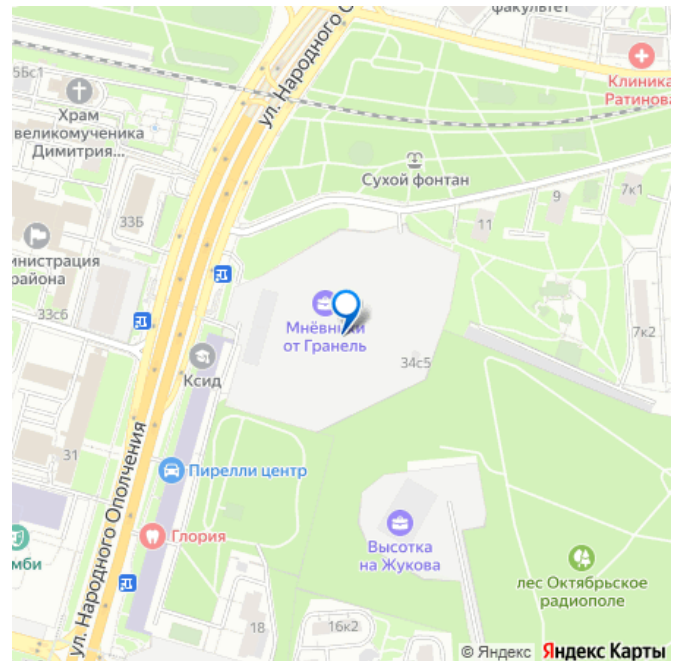 факультет
ул. Народного О
5Бс.1
Клиника
Ратинова
Храм
великомученика
Димитрия...
Сухой фонтан
7к1
9
11
33Б
министрация
района
Мнёвники
от Гранель
33с6
7к2
34с5
Ксид
31
Пирелли центр
ул. Народного Ополчения
Глория
Высотка
на Жукова
мби
лес Октябрьское
радиополе
18
16к2
© Яндекс Яндекс Карты